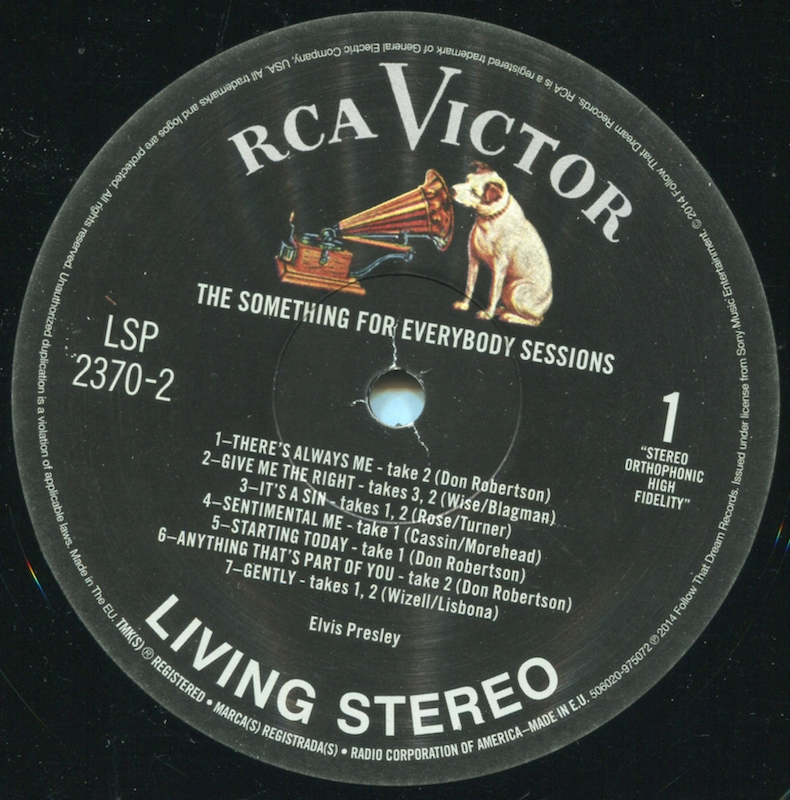 RCA VICTOR
THE SOMETHING FOR EVERYBODY SESSIONS
LSP
2370-2
1
"STEREO
ORTHOPHONIC
HIGH
FIDELITY"
1–THERE'S ALWAYS ME - take 2 (Don Robertson)
2–GIVE ME THE RIGHT - takes 3, 2 (Wise/Blagman)
3–IT'S A SIN - takes 1, 2 (Rose/Turner)
4–SENTIMENTAL ME - take 1 (Cassin/Morehead)
5–STARTING TODAY - take 1 (Don Robertson)
6–ANYTHING THAT'S PART OF YOU - take 2 (Don Robertson)
7–GENTLY - takes 1, 2 (Wizell/Lisbona)
Elvis Presley
LIVING STEREO
TMK(S) ® REGISTERED • MARCA(S) REGISTRADA(S) • RADIO CORPORATION OF AMERICA–MADE IN E.U. 506020-975072 ℗ 2014 Follow That Dream Records. Issued under license from Sony Music Entertainment. © 2014 Follow That Dream Records. RCA is a registered trademark of General Electric Company, USA. All trademarks and logos are protected. All rights reserved. Unauthorized duplication is a violation of applicable laws. Made in The EU.